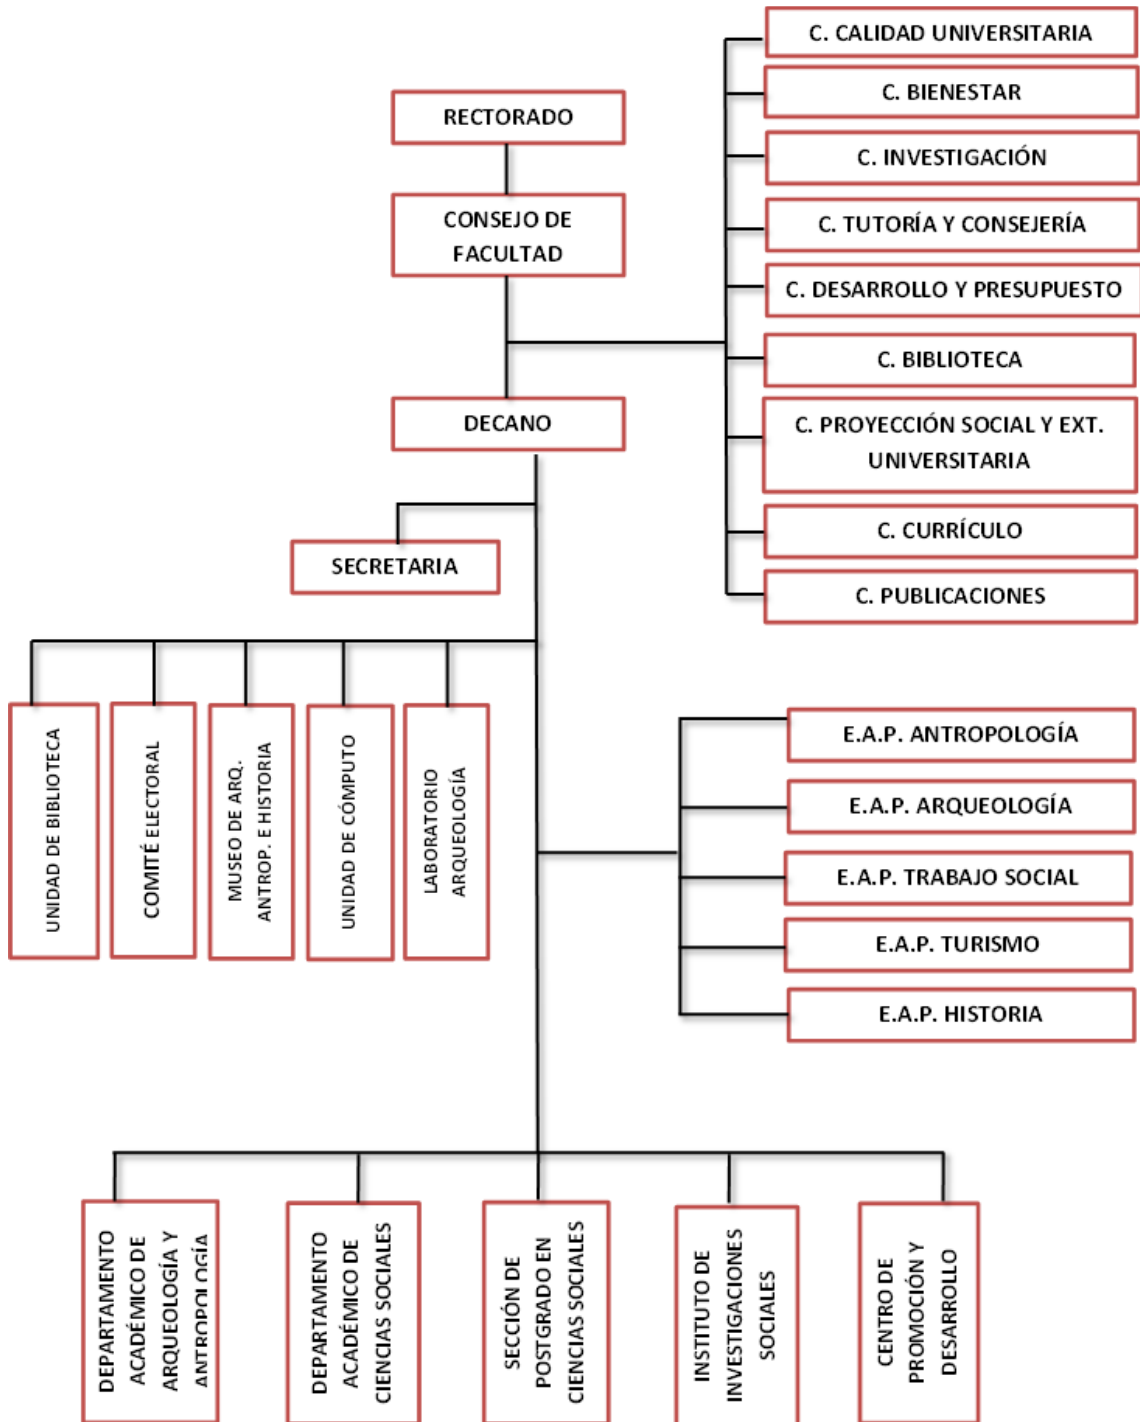 RECTORADO
CONSEJO DE
FACULTAD
DECANO
SECRETARIA
C. CALIDAD UNIVERSITARIA
C. BIENESTAR
C. INVESTIGACIÓN
C. TUTORÍA Y CONSEJERÍA
C. DESARROLLO Y PRESUPUESTO
C. BIBLIOTECA
C. PROYECCIÓN SOCIAL Y EXT.
UNIVERSITARIA
C. CURRÍCULO
C. PUBLICACIONES
UNIDAD DE BIBLIOTECA
COMITÉ ELECTORAL
MUSEO DE ARQ.
ANTROP. E HISTORIA
UNIDAD DE CÓMPUTO
LABORATORIO
ARQUEOLOGÍA
E.A.P. ANTROPOLOGÍA
E.A.P. ARQUEOLOGÍA
E.A.P. TRABAJO SOCIAL
E.A.P. TURISMO
E.A.P. HISTORIA
DEPARTAMENTO
ACADÉMICO DE
ARQUEOLOGÍA Y
ANTROPOLOGÍA
DEPARTAMENTO
ACADÉMICO DE
CIENCIAS SOCIALES
SECCIÓN DE
POSTGRADO EN
CIENCIAS SOCIALES
INSTITUTO DE
INVESTIGACIONES
SOCIALES
CENTRO DE
PROMOCIÓN Y
DESARROLLO